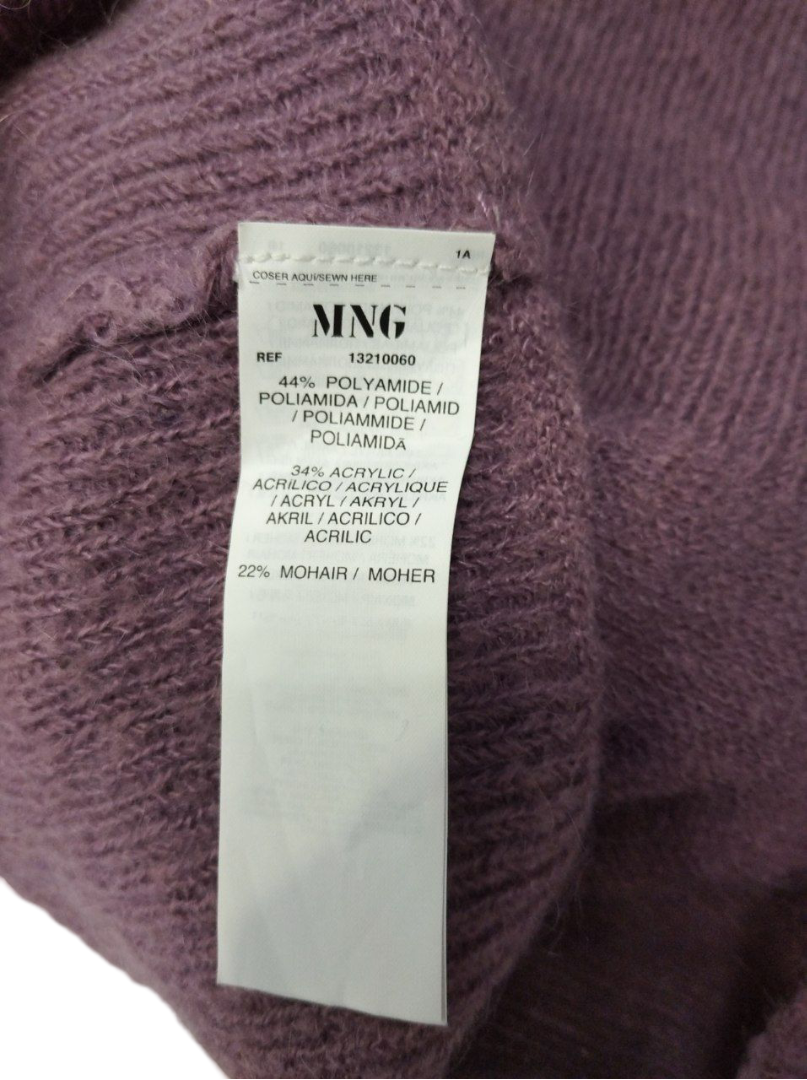 1A
COSER AQUI/SEWN HERE
MNG
REF 13210060
44% POLYAMIDE /
POLIAMIDA / POLIAMID
/ POLIAMMIDE /
POLIAMIDĂ
34% ACRYLIC /
ACRÍLICO / ACRYLIQUE
/ ACRYL / AKRYL /
AKRIL / ACRILICO /
ACRILIC
22% MOHAIR / MOHER